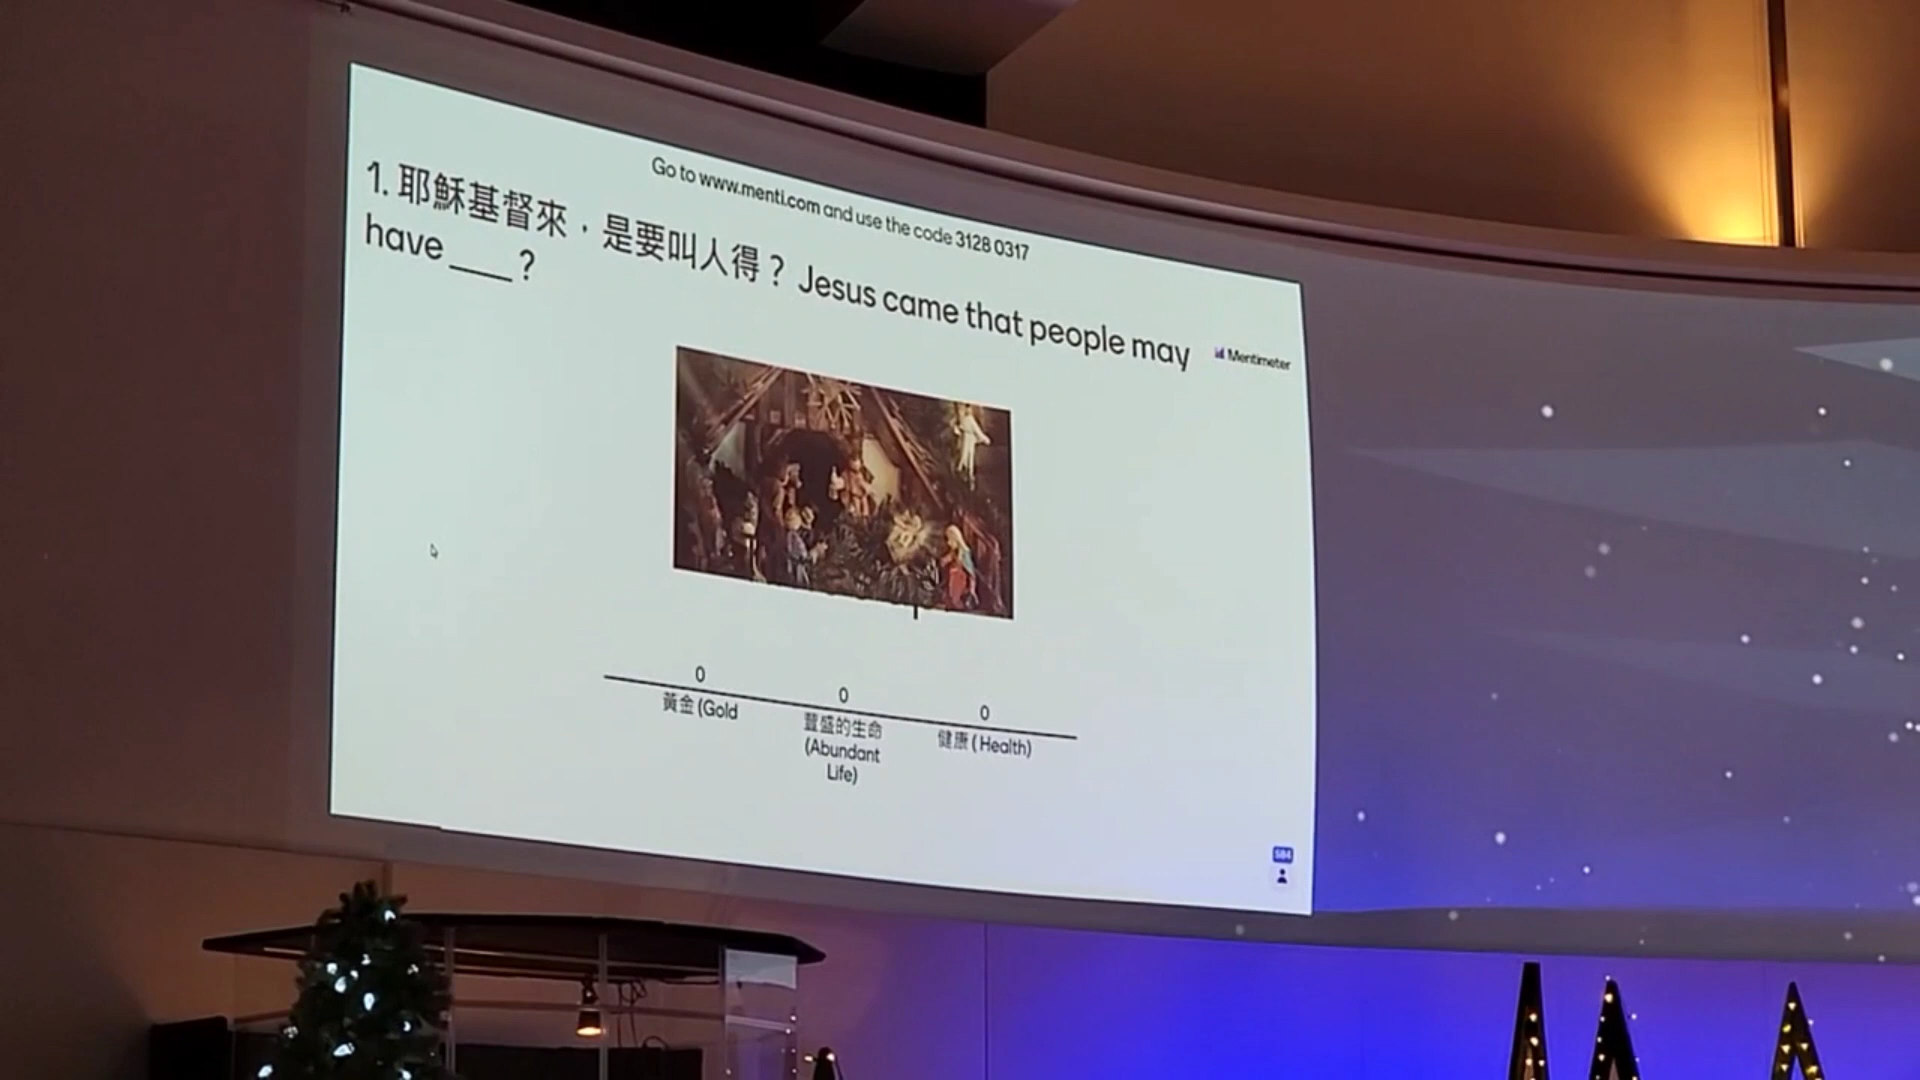 Go to www.menti.com and use the code 3128 0317
1. 耶穌基督來，是要叫人得？ Jesus came that people may
have ____ ?
Mentimeter
0
0
0
黃金 (Gold
豐盛的生命
(Abundant
Life)
健康 ( Health)
584